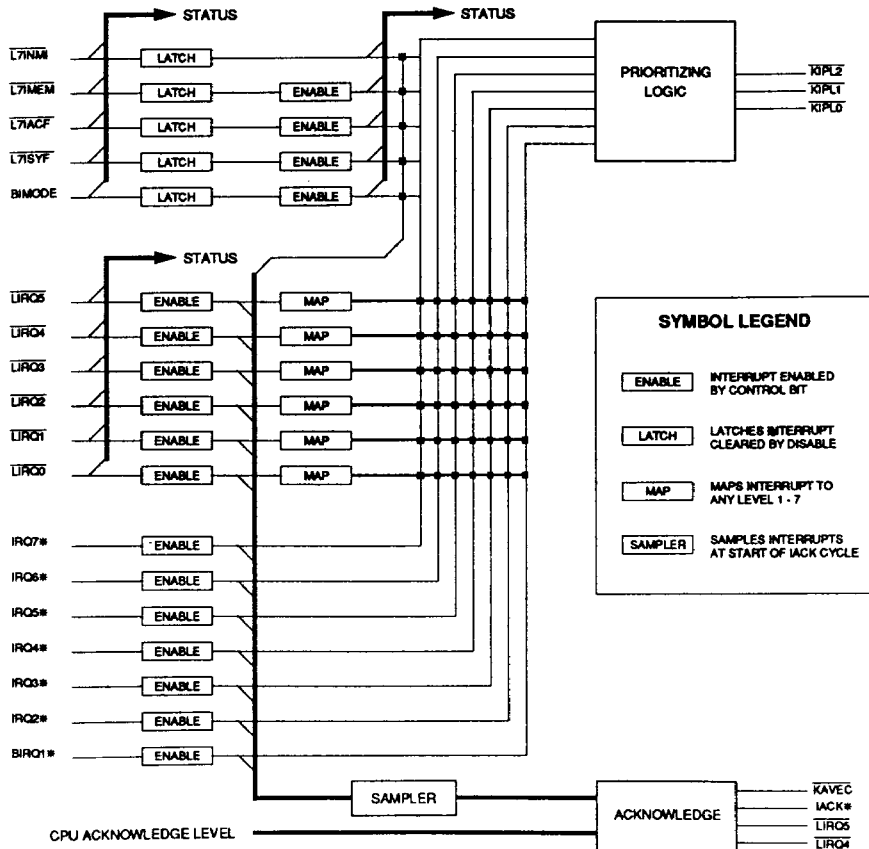 STATUS
STATUS
L7INMI
LATCH
L7IMEM
LATCH
ENABLE
L7IACF
LATCH
ENABLE
L7ISYF
LATCH
ENABLE
BIMODE
LATCH
ENABLE
PRIORITIZING
LOGIC
KIPL2
KIPL1
KIPL0
STATUS
LIRQ5
ENABLE
MAP
LIRQ4
ENABLE
MAP
LIRQ3
ENABLE
MAP
LIRQ2
ENABLE
MAP
LIRQ1
ENABLE
MAP
LIRQ0
ENABLE
MAP
IRQ7*
ENABLE
IRQ6*
ENABLE
IRQ5*
ENABLE
IRQ4*
ENABLE
IRQ3*
ENABLE
IRQ2*
ENABLE
BIRQ1*
ENABLE
SYMBOL LEGEND
ENABLE
INTERRUPT ENABLED
BY CONTROL BIT
LATCH
LATCHES INTERRUPT
CLEARED BY DISABLE
MAP
MAPS INTERRUPT TO
ANY LEVEL 1 - 7
SAMPLER
SAMPLES INTERRUPTS
AT START OF IACK CYCLE
SAMPLER
CPU ACKNOWLEDGE LEVEL
ACKNOWLEDGE
KAVEC
IACK*
LIRQ5
LIRQ4